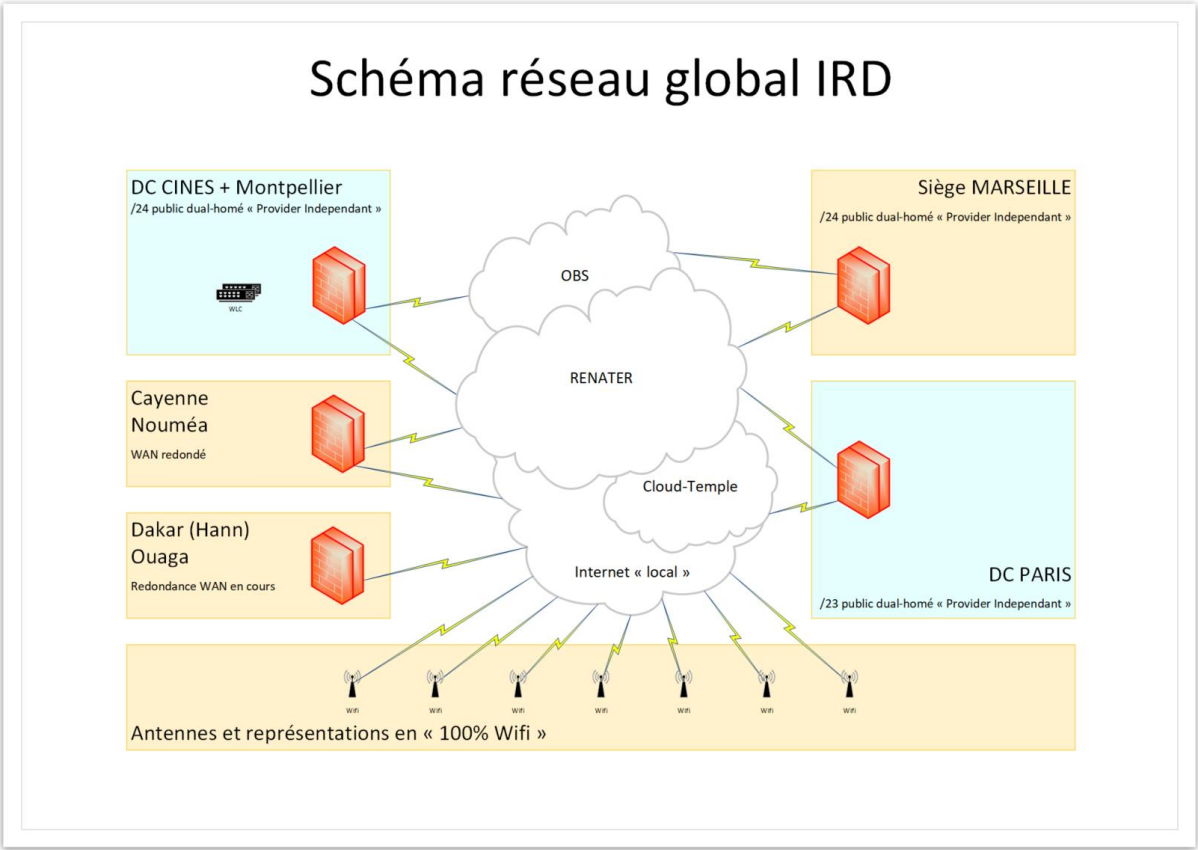 Schéma réseau global IRD
DC CINES + Montpellier
/24 public dual-homé « Provider Independant »
WLC
Siège MARSEILLE
/24 public dual-homé « Provider Independant »
OBS
RENATER
Cayenne
Nouméa
WAN redondé
Cloud-Temple
Dakar (Hann)
Ouaga
Redondance WAN en cours
Internet « local »
DC PARIS
/23 public dual-homé « Provider Independant »
Wifi
Wifi
Wifi
Wifi
Wifi
Wifi
Wifi
Antennes et représentations en « 100% Wifi »